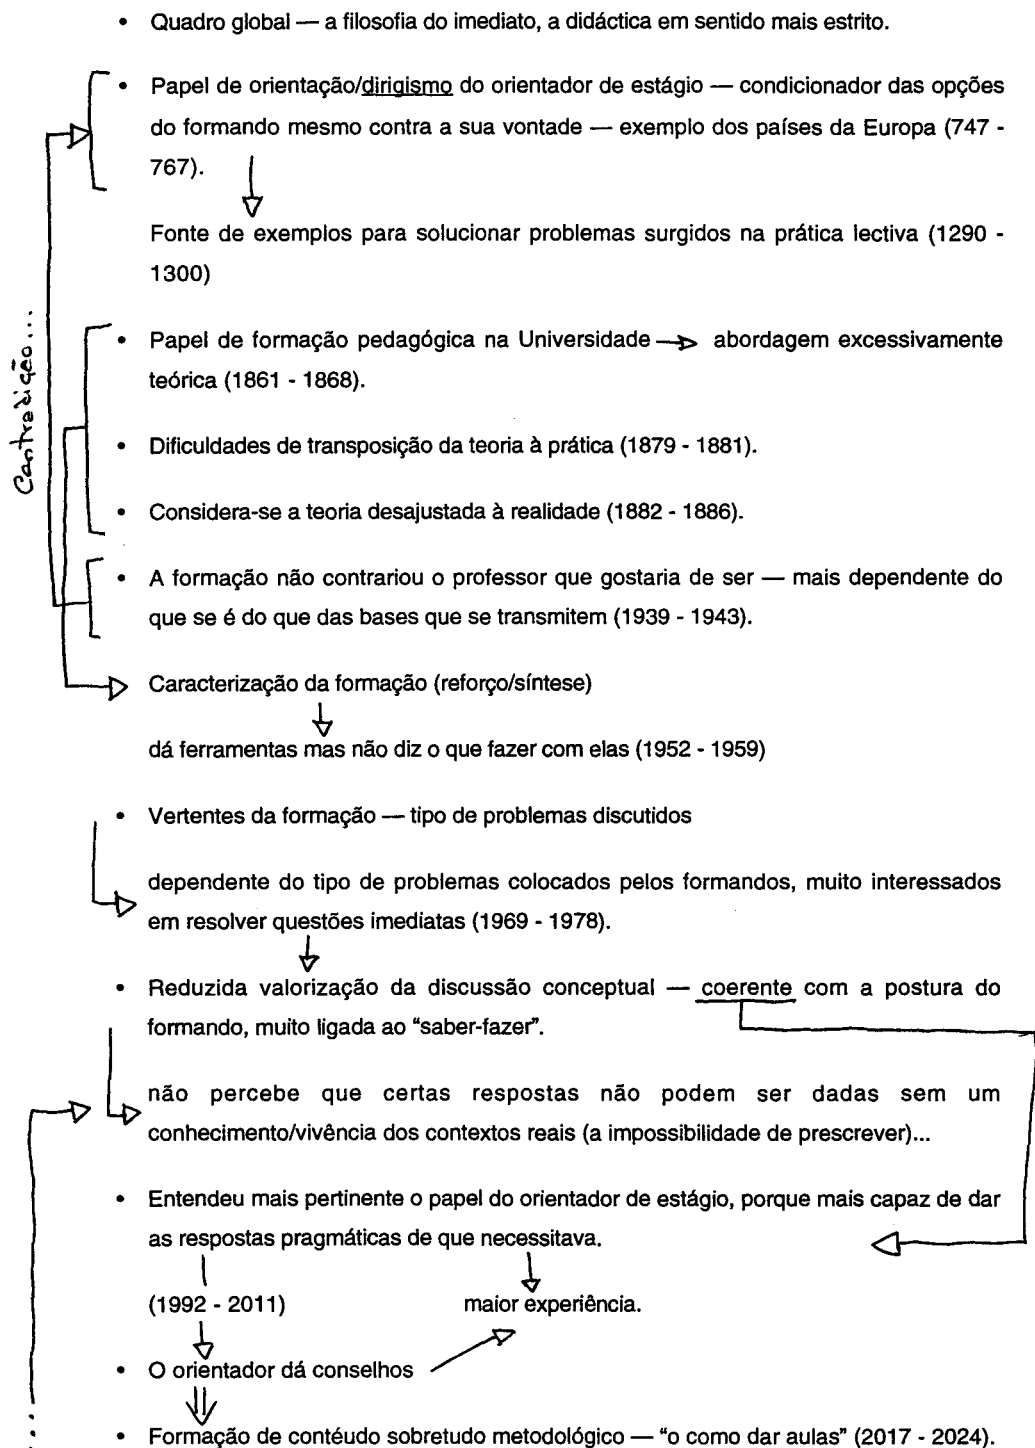 • Quadro global — a filosofia do imediato, a didáctica em sentido mais estrito.
• Papel de orientação/dirigismo do orientador de estágio — condicionador das opções
do formando mesmo contra a sua vontade — exemplo dos países da Europa (747 -
767).
Fonte de exemplos para solucionar problemas surgidos na prática lectiva (1290 -
1300)
Contradição...
• Papel de formação pedagógica na Universidade → abordagem excessivamente
teórica (1861 - 1868).
• Dificuldades de transposição da teoria à prática (1879 - 1881).
• Considera-se a teoria desajustada à realidade (1882 - 1886).
• A formação não contrariou o professor que gostaria de ser — mais dependente do
que se é do que das bases que se transmitem (1939 - 1943).
Caracterização da formação (reforço/síntese)
dá ferramentas mas não diz o que fazer com elas (1952 - 1959)
• Vertentes da formação — tipo de problemas discutidos
dependente do tipo de problemas colocados pelos formandos, muito interessados
em resolver questões imediatas (1969 - 1978).
• Reduzida valorização da discussão conceptual — coerente com a postura do
formando, muito ligada ao "saber-fazer".
não percebe que certas respostas não podem ser dadas sem um
conhecimento/vivência dos contextos reais (a impossibilidade de prescrever)...
• Entendeu mais pertinente o papel do orientador de estágio, porque mais capaz de dar
as respostas pragmáticas de que necessitava.
(1992 - 2011) maior experiência.
• O orientador dá conselhos
• Formação de contéudo sobretudo metodológico — "o como dar aulas" (2017 - 2024).